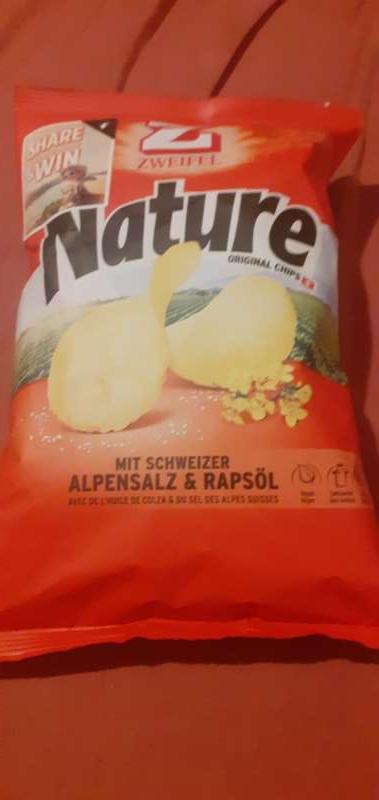 SHARE
& WIN
Z
ZWEIFEL
Nature
ORIGINAL CHIPS
MIT SCHWEIZER
ALPENSALZ & RAPSÖL
AVEC DE L'HUILE DE COLZA & DU SEL DES ALPES SUISSES